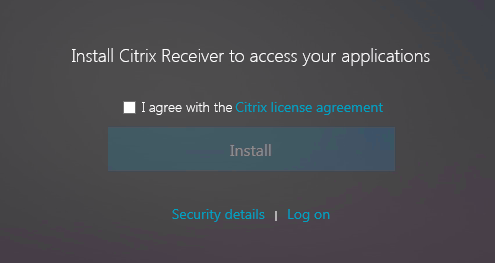 Install Citrix Receiver to access your applications
I agree with the Citrix license agreement
Install
Security details | Log on